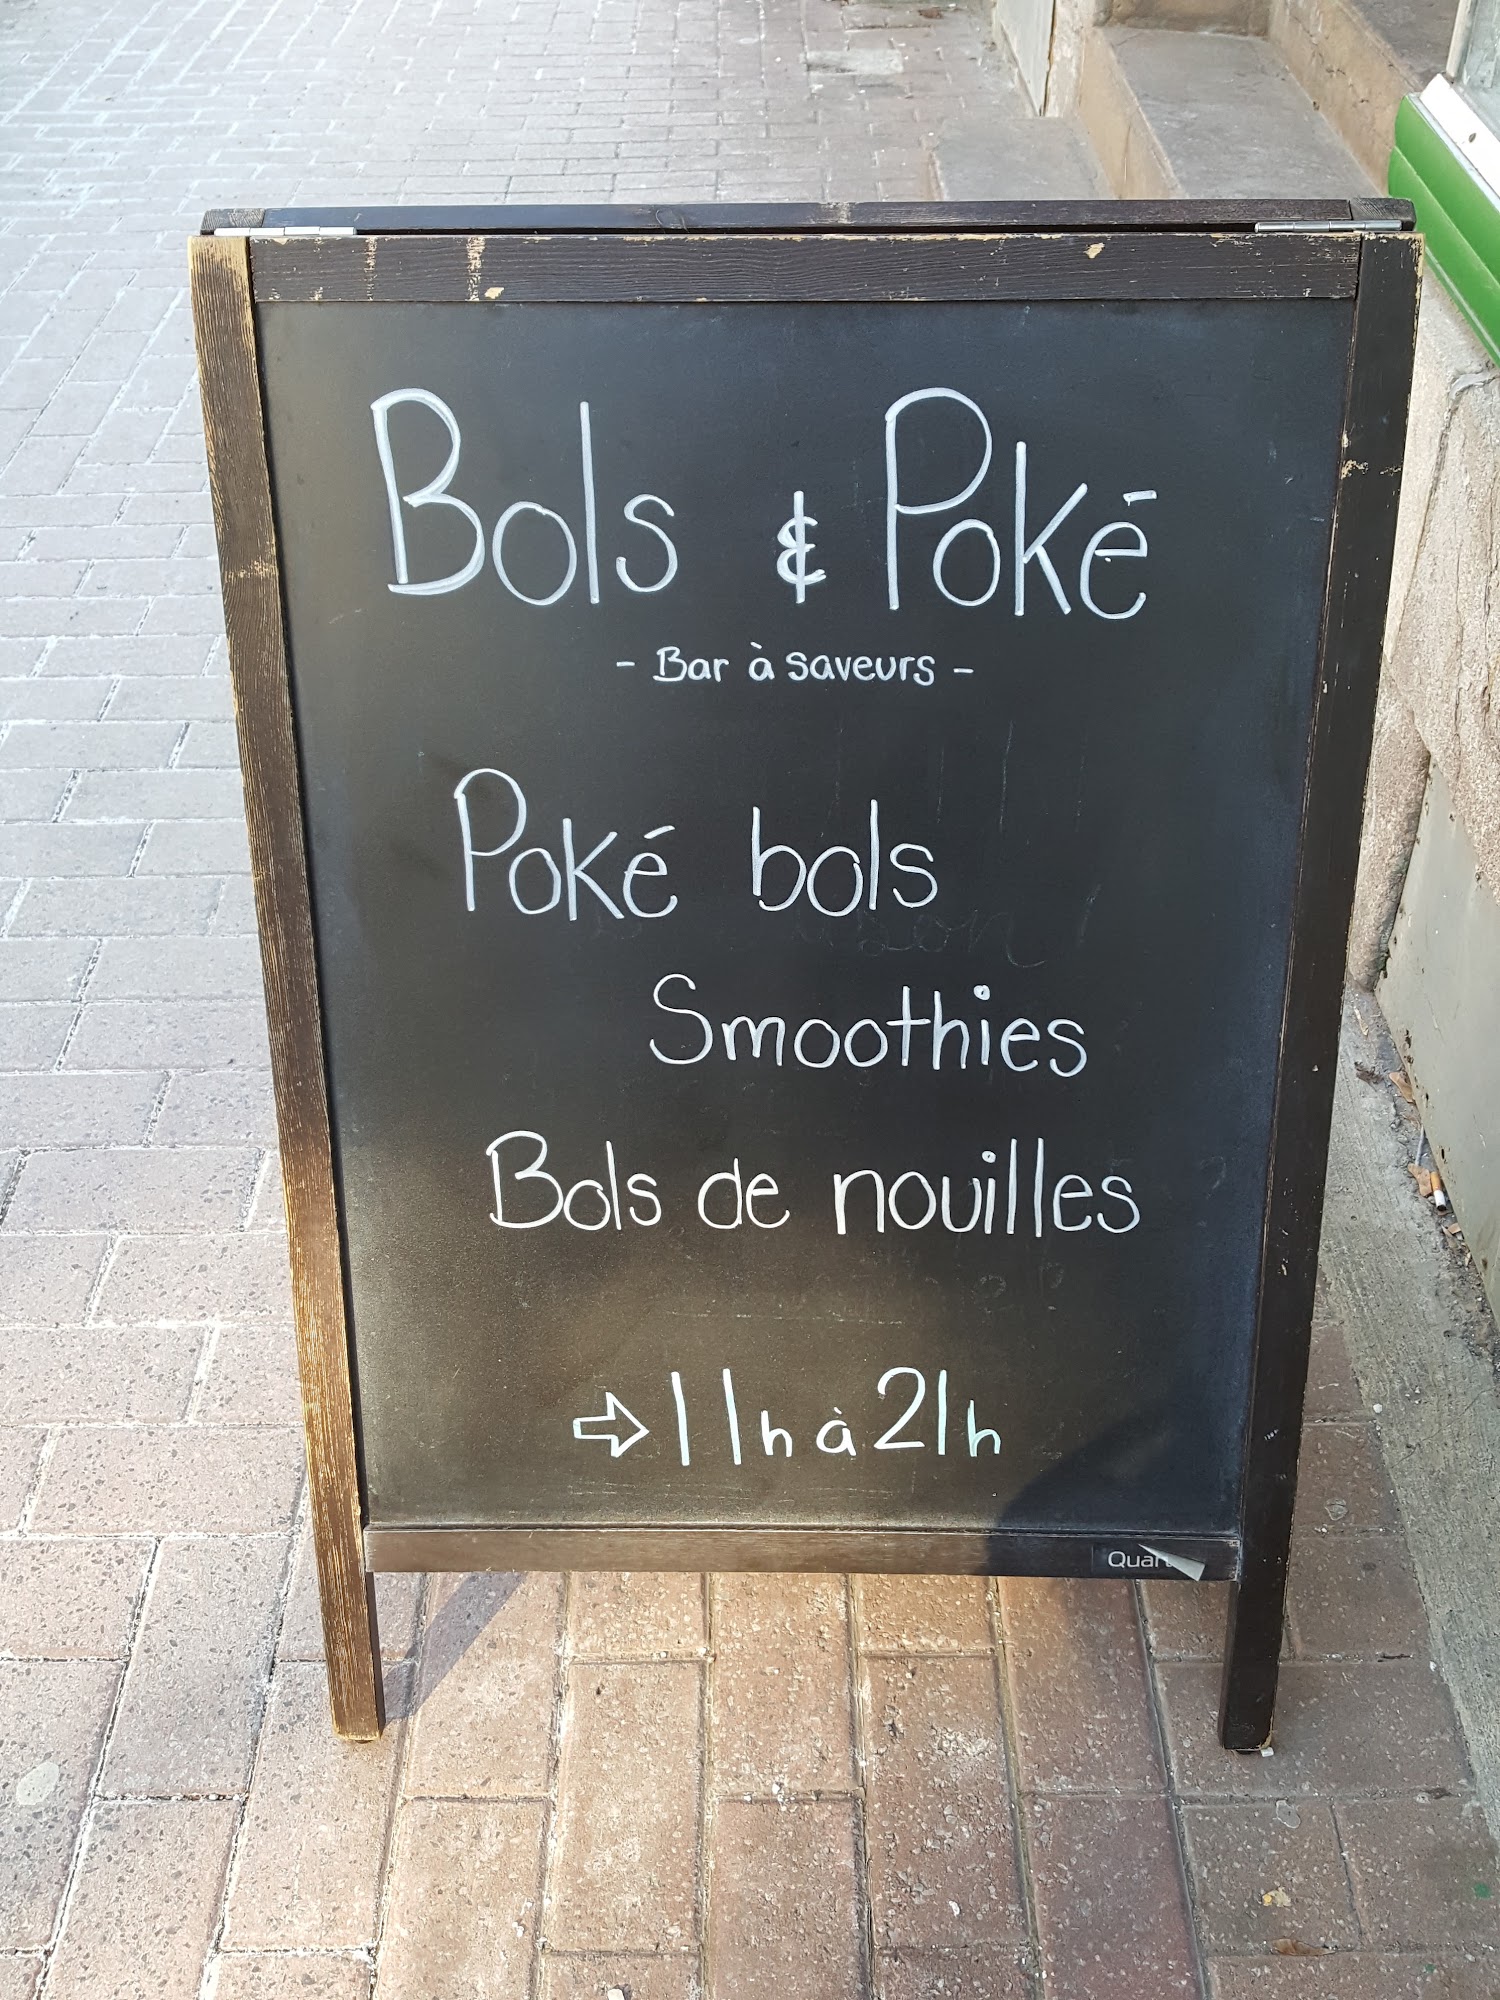 Bols & Poké
- Bar à saveurs -
Poké bols
Smoothies
Bols de nouilles
⇨ 11h à 21h